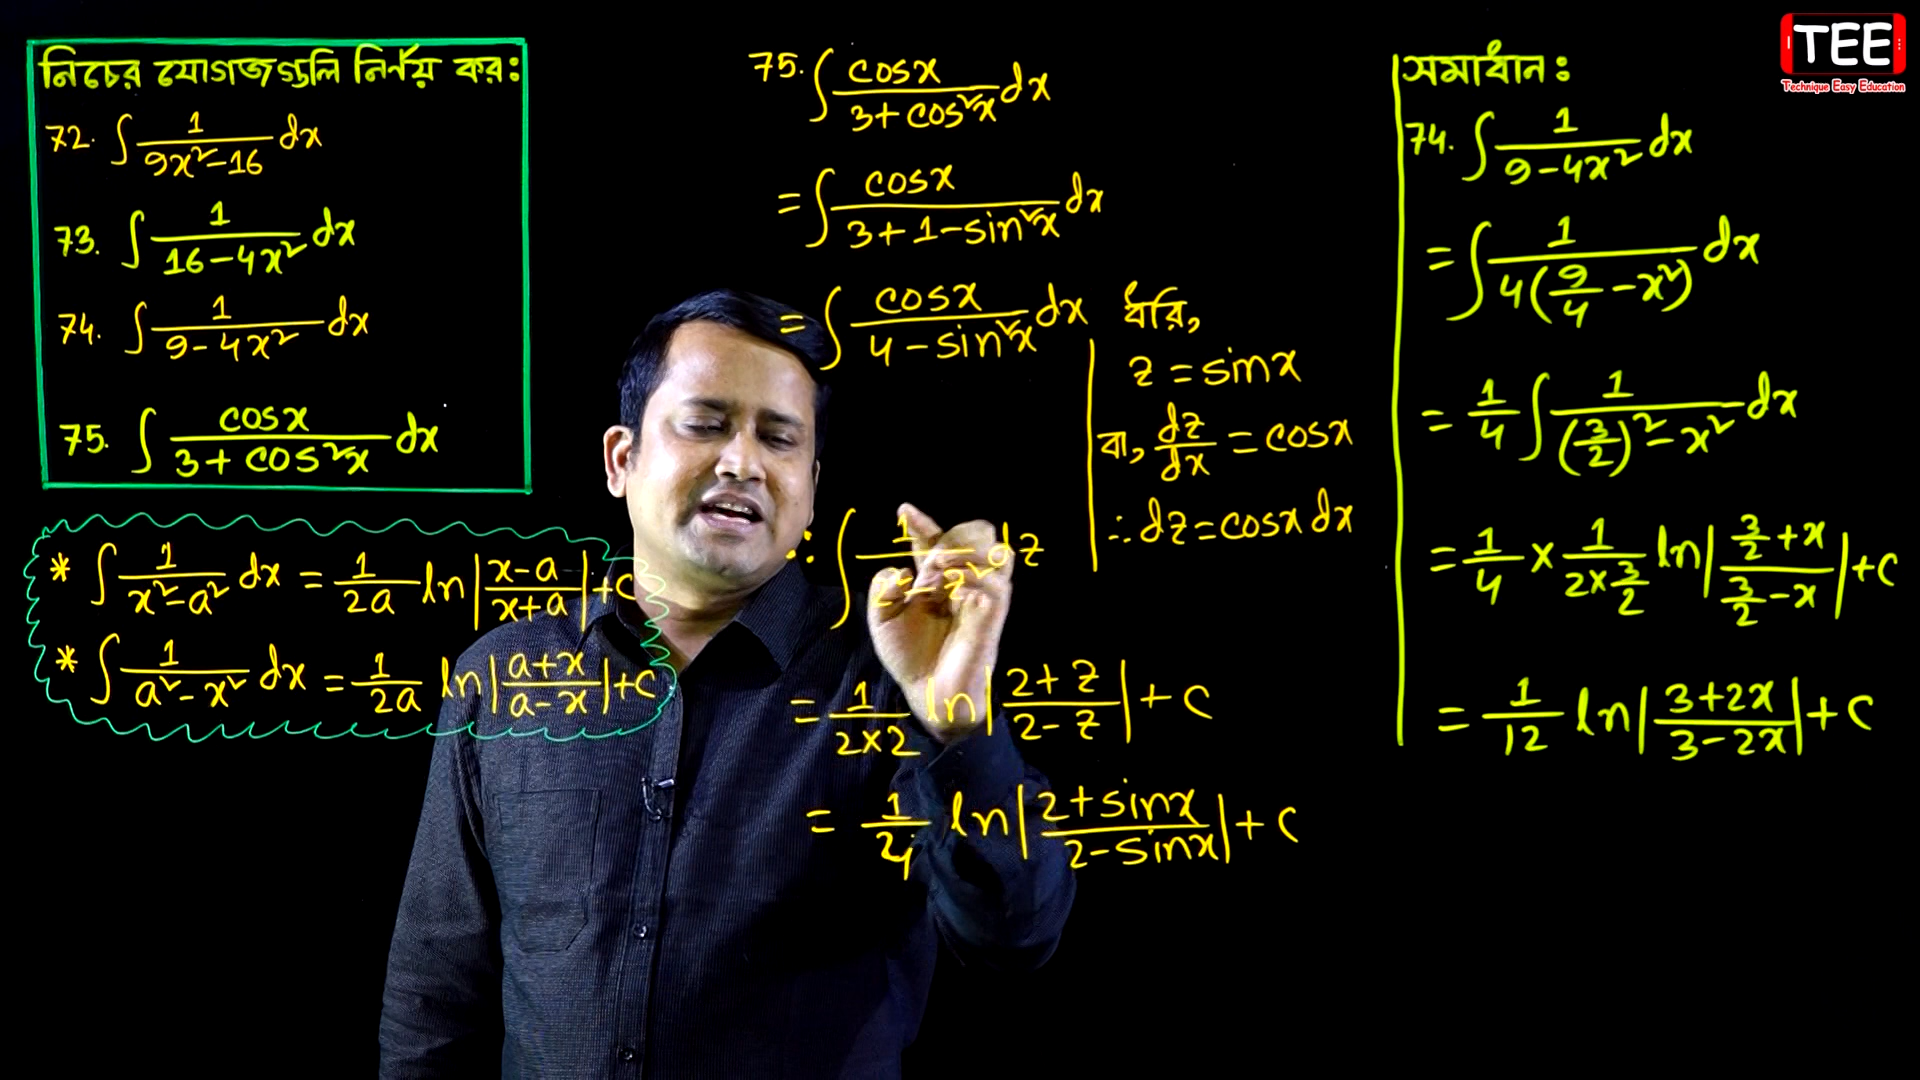 নিচের যোগজগুলি নির্নয় কর:
72. ∫ 1/(9x²-16) dx
73. ∫ 1/(16-4x²) dx
74. ∫ 1/(9-4x²) dx
75. ∫ cosx/(3+cos²x) dx
* ∫ 1/(x²-a²) dx = 1/(2a) ln|(x-a)/(x+a)|+c
* ∫ 1/(a²-x²) dx = 1/(2a) ln|(a+x)/(a-x)|+c
75. ∫ cosx/(3+cos²x) dx
= ∫ cosx/(3+1-sin²x) dx
= ∫ cosx/(4-sin²x) dx
ধরি,
z = sinx
বা, dz/dx = cosx
∴ dz = cosx dx
∴ ∫ 1/(2²-z²) dz
= 1/(2×2) ln|(2+z)/(2-z)|+c
= 1/4 ln|(2+sinx)/(2-sinx)|+c
সমাধান:
74. ∫ 1/(9-4x²) dx
= ∫ 1/(4(9/4-x²)) dx
= 1/4 ∫ 1/((3/2)²-x²) dx
= 1/4 × 1/(2×3/2) ln|(3/2+x)/(3/2-x)|+c
= 1/12 ln|(3+2x)/(3-2x)|+c
TEE
Technique Easy Education